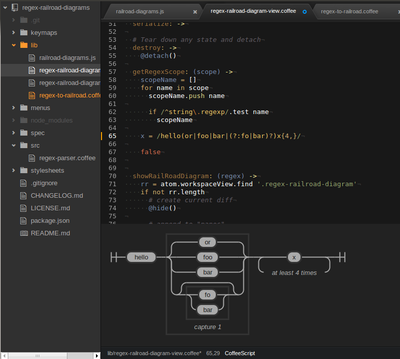 regex-railroad-diagrams
.git
keymaps
lib
railroad-diagrams.js
regex-railroad-diagram
regex-railroad-diagram
regex-to-railroad.coff
menus
node_modules
spec
src
regex-parser.coffee
stylesheets
.gitignore
CHANGELOG.md
LICENSE.md
package.json
README.md
railroad-diagrams.js
regex-railroad-diagram-view.coffee
regex-to-railroad.coffee
51 serialize: ->
52
53 # Tear down any state and detach
54 destroy: ->
55 @detach()
56
57 getRegexScope: (scope) ->
58 scopeName = []
59 for name in scope
60 scopeName.push name
61
62 if /^string\.regexp/.test name
63 scopeName
64
65 x = /hello(or|foo|bar|(?:fo|bar)?)x{4,}/
66
67 false
68
69
70 showRailRoadDiagram: (regex) ->
71 rr = atom.workspaceView.find '.regex-railroad-diagram'
72 if not rr.length
73 # create current diff
74 @hide()
75
76
hello
or
foo
bar
fo
bar
capture 1
x
at least 4 times
lib/regex-railroad-diagram-view.coffee* 65,29 CoffeeScript